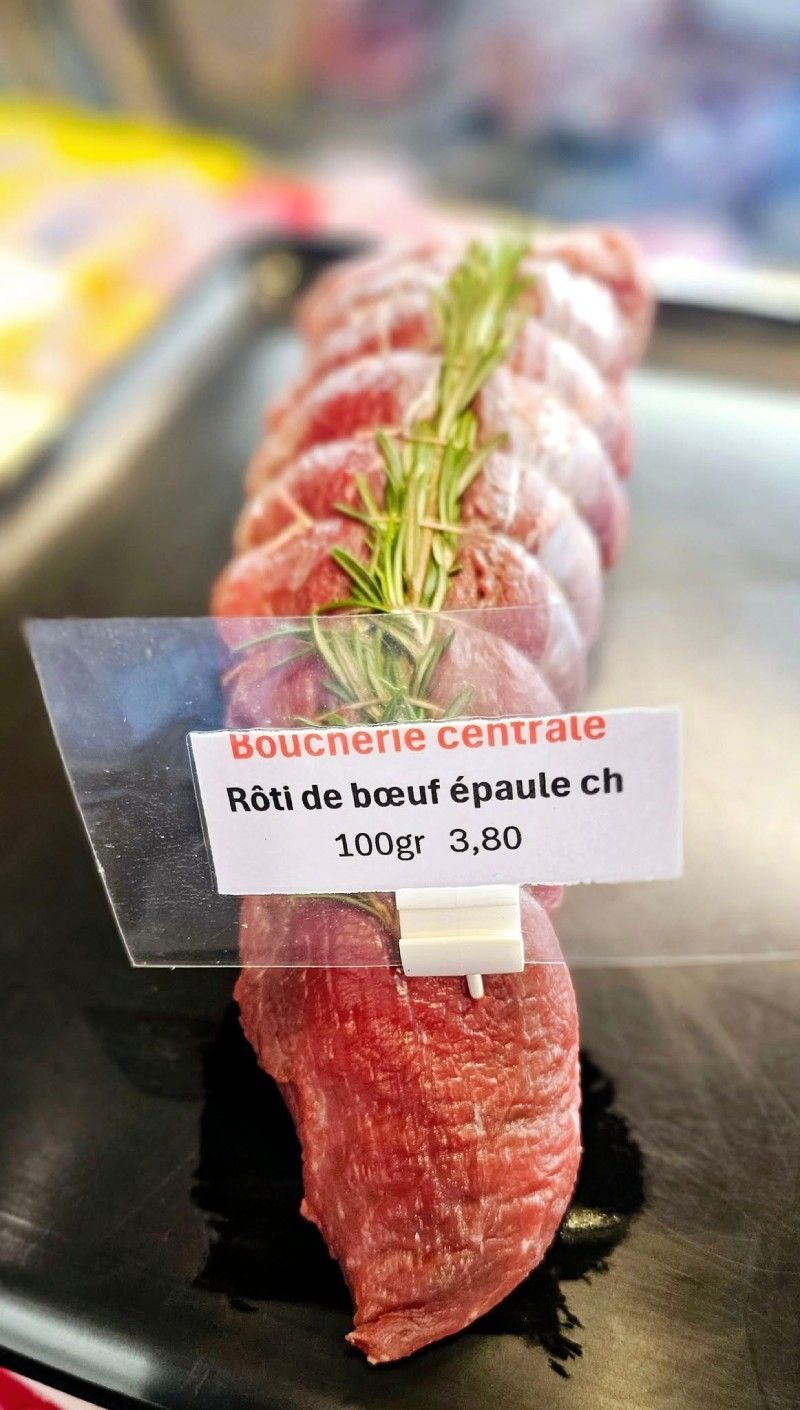 Boucherie centrale
Rôti de bœuf épaule ch
100gr 3,80